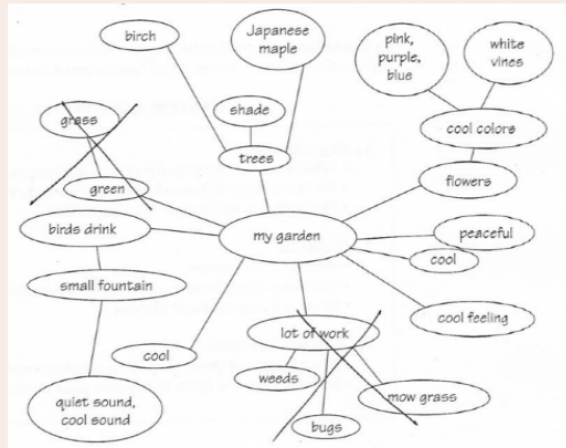 birch
Japanese
maple
pink,
purple,
blue
white
vines
grass
shade
cool colors
trees
green
flowers
birds drink
my garden
peaceful
cool
small fountain
cool feeling
lot of work
cool
weeds
mow grass
quiet sound,
cool sound
bugs